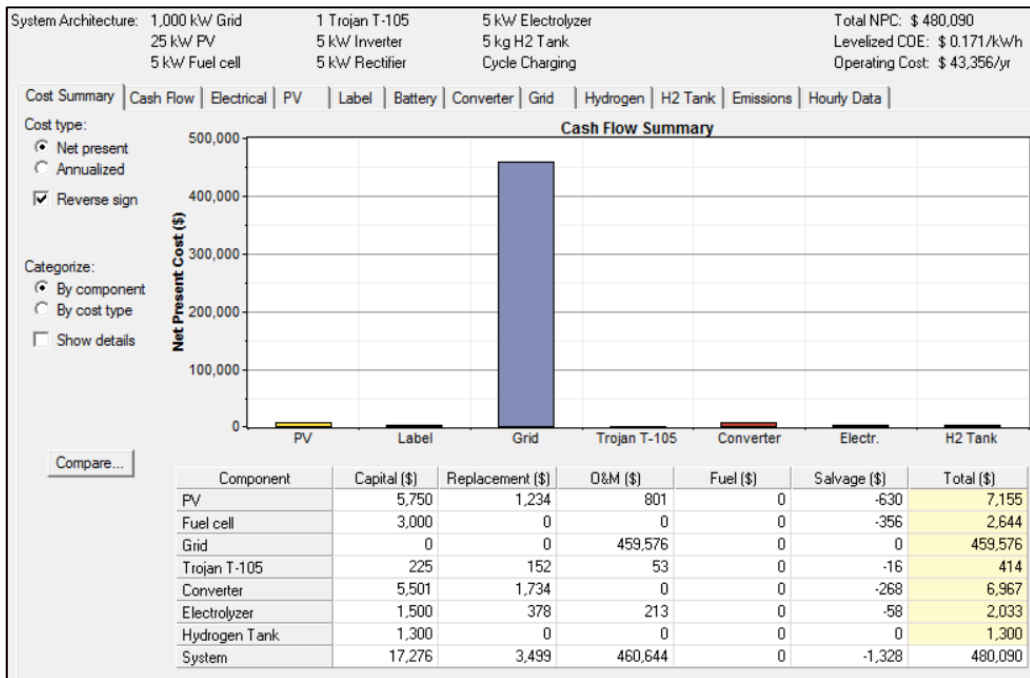 System Architecture: 1,000 kW Grid 1 Trojan T-105 5 kW Electrolyzer Total NPC: $ 480,090
25 kW PV 5 kW Inverter 5 kg H2 Tank Levelized COE: $ 0.171/kWh
5 kW Fuel cell 5 kW Rectifier Cycle Charging Operating Cost: $ 43,356/yr
Cost Summary Cash Flow Electrical PV Label Battery Converter Grid Hydrogen H2 Tank Emissions Hourly Data
Cost type:
Net present
Annualized
Reverse sign
Categorize:
By component
By cost type
Show details
Compare...
Cash Flow Summary
Net Present Cost ($)
500,000
400,000
300,000
200,000
100,000
0
PV Label Grid Trojan T-105 Converter Electr. H2 Tank
Component Capital ($) Replacement ($) O&M ($) Fuel ($) Salvage ($) Total ($)
PV 5,750 1,234 801 0 -630 7,155
Fuel cell 3,000 0 0 0 -356 2,644
Grid 0 0 459,576 0 0 459,576
Trojan T-105 225 152 53 0 -16 414
Converter 5,501 1,734 0 0 -268 6,967
Electrolyzer 1,500 378 213 0 -58 2,033
Hydrogen Tank 1,300 0 0 0 0 1,300
System 17,276 3,499 460,644 0 -1,328 480,090